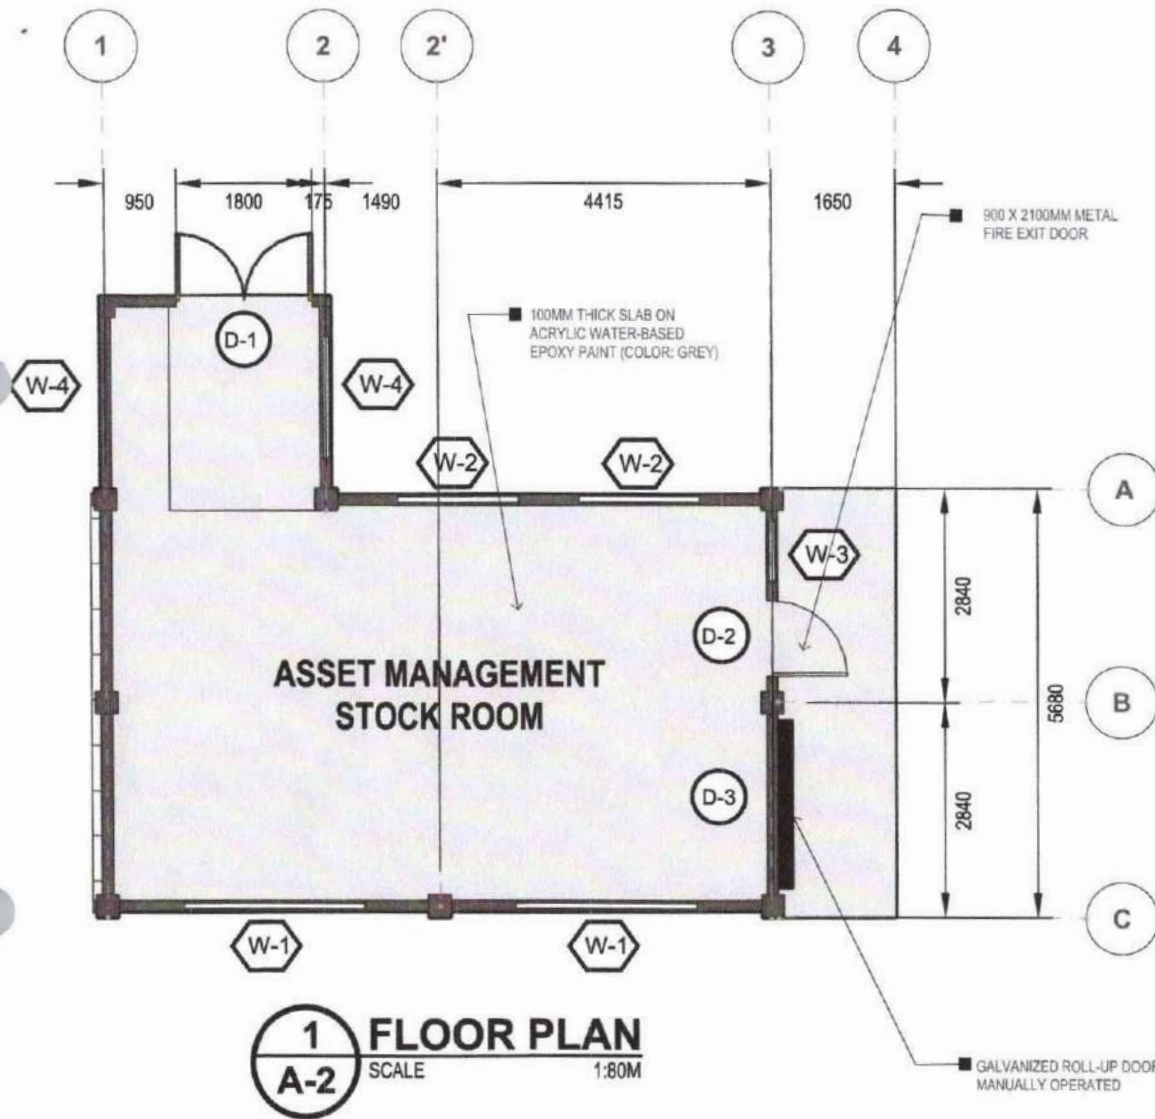 1
2
2'
3
4
950
1800
175
1490
4415
1650
900 X 2100MM METAL
FIRE EXIT DOOR
100MM THICK SLAB ON
ACRYLIC WATER-BASED
EPOXY PAINT (COLOR: GREY)
D-1
W-4
W-4
W-2
W-2
A
W-3
2840
D-2
ASSET MANAGEMENT
STOCK ROOM
B
5680
D-3
2840
C
W-1
W-1
1
A-2
FLOOR PLAN
SCALE 1:80M
GALVANIZED ROLL-UP DOOR
MANUALLY OPERATED